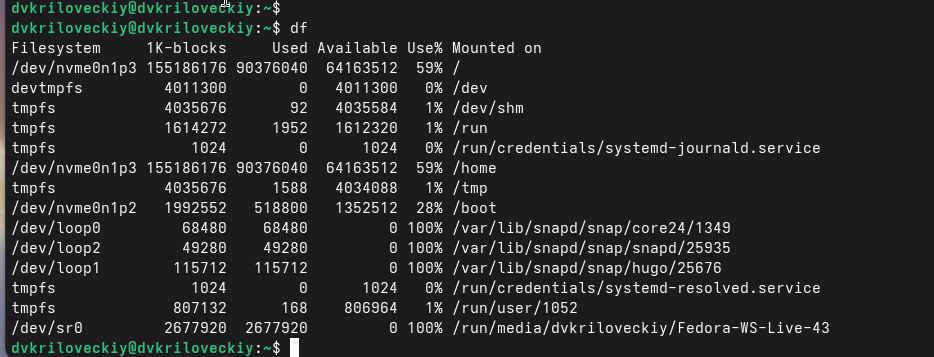 dvkriloveckiy@dvkriloveckiy:~$
dvkriloveckiy@dvkriloveckiy:~$ df
Filesystem     1K-blocks     Used Available Use% Mounted on
/dev/nvme0n1p3 155186176 90376040  64163512  59% /
devtmpfs         4011300        0   4011300   0% /dev
tmpfs            4035676       92   4035584   1% /dev/shm
tmpfs            1614272     1952   1612320   1% /run
tmpfs               1024        0      1024   0% /run/credentials/systemd-journald.service
/dev/nvme0n1p3 155186176 90376040  64163512  59% /home
tmpfs            4035676     1588   4034088   1% /tmp
/dev/nvme0n1p2   1992552   518800   1352512  28% /boot
/dev/loop0         68480    68480         0 100% /var/lib/snapd/snap/core24/1349
/dev/loop2         49280    49280         0 100% /var/lib/snapd/snap/snapd/25935
/dev/loop1        115712   115712         0 100% /var/lib/snapd/snap/hugo/25676
tmpfs               1024        0      1024   0% /run/credentials/systemd-resolved.service
tmpfs             807132      168    806964   1% /run/user/1052
/dev/sr0         2677920  2677920         0 100% /run/media/dvkriloveckiy/Fedora-WS-Live-43
dvkriloveckiy@dvkriloveckiy:~$